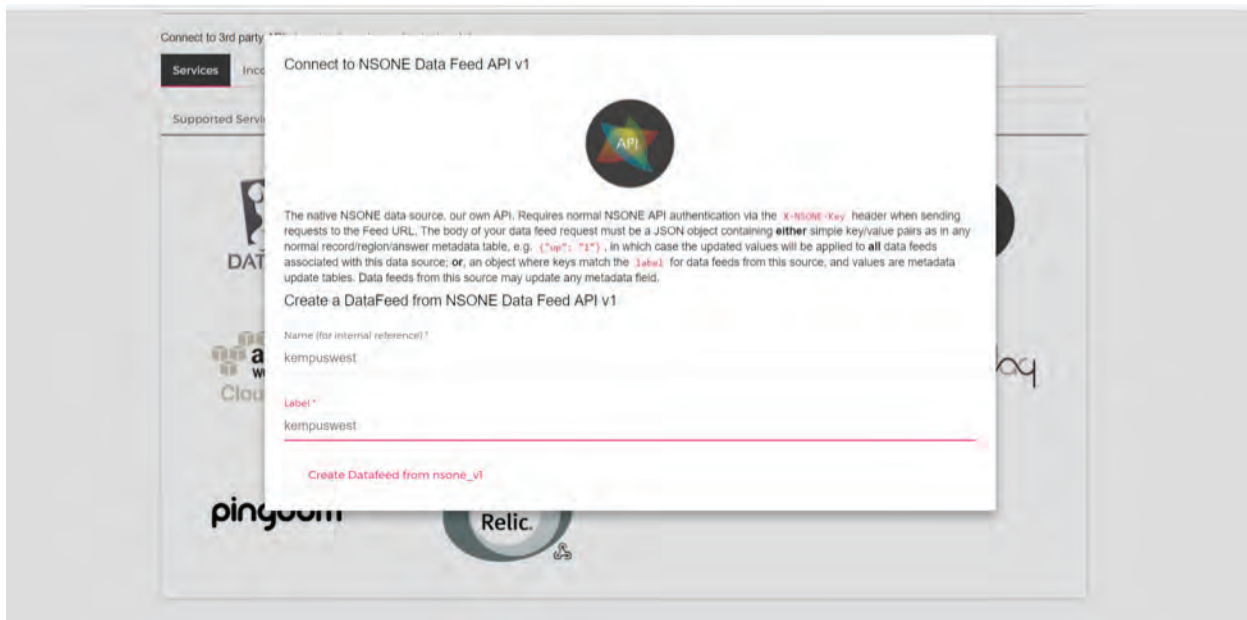 Connect to 3rd party
Services Inco
Supported Servi
Connect to NSONE Data Feed API v1
API
The native NSONE data source, our own API. Requires normal NSONE API authentication via the X-NSONE-Key header when sending
requests to the Feed URL. The body of your data feed request must be a JSON object containing either simple key/value pairs as in any
normal record/region/answer metadata table, e.g. {"up": "1"}, in which case the updated values will be applied to all data feeds
associated with this data source; or, an object where keys match the label for data feeds from this source, and values are metadata
update tables. Data feeds from this source may update any metadata field.
Create a DataFeed from NSONE Data Feed API v1
Name (for internal reference) *
kempuswest
Label *
kempuswest
Create Datafeed from nsone_v1
DAT
a
Clou
Relic.